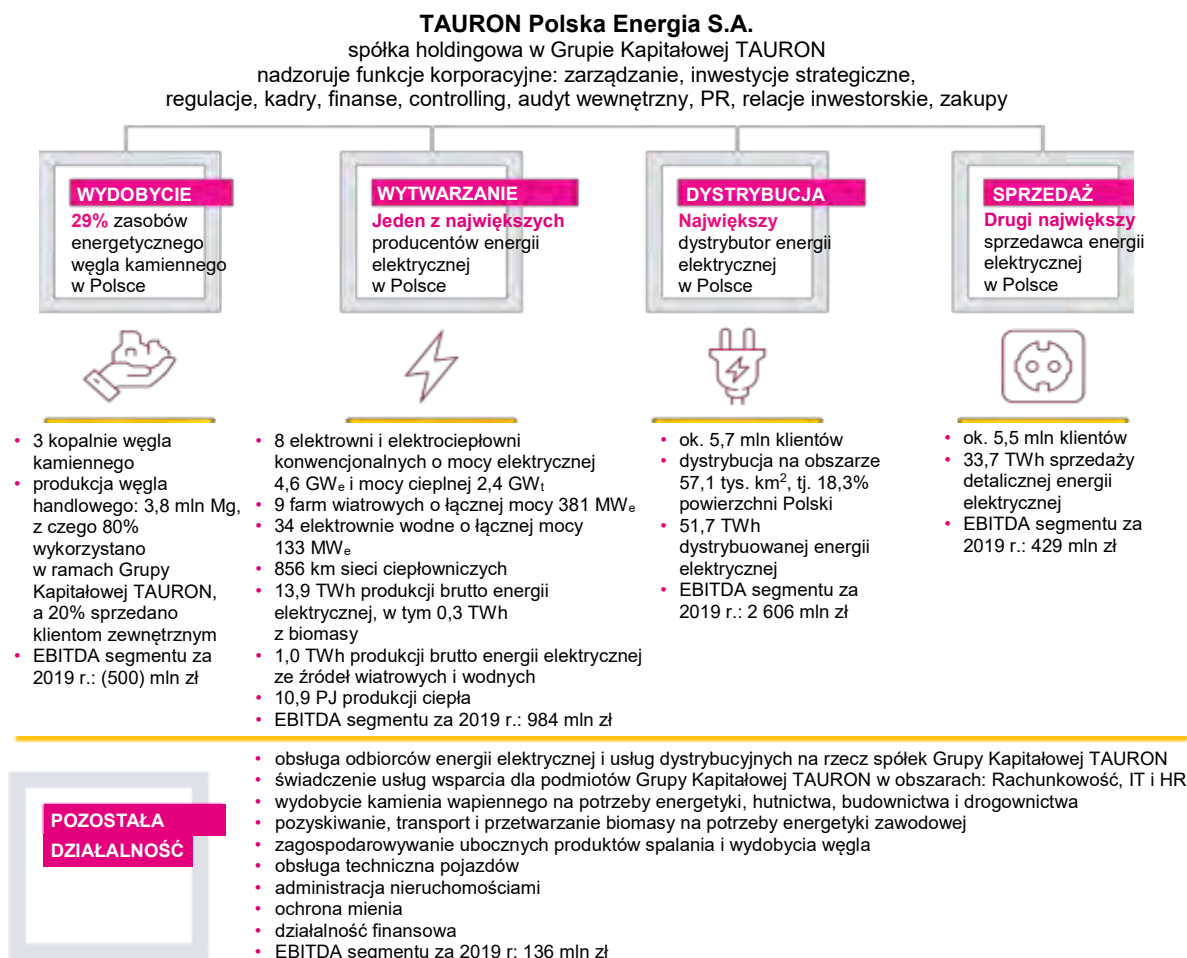 TAURON Polska Energia S.A.
spółka holdingowa w Grupie Kapitałowej TAURON
nadzoruje funkcje korporacyjne: zarządzanie, inwestycje strategiczne,
regulacje, kadry, finanse, controlling, audyt wewnętrzny, PR, relacje inwestorskie, zakupy
WYDOBYCIE
29% zasobów
energetycznego
węgla kamiennego
w Polsce
WYTWARZANIE
Jeden z największych
producentów energii
elektrycznej
w Polsce
DYSTRYBUCJA
Największy
dystrybutor energii
elektrycznej
w Polsce
SPRZEDAŻ
Drugi największy
sprzedawca energii
elektrycznej
w Polsce
• 3 kopalnie węgla
kamiennego
• produkcja węgla
handlowego: 3,8 mln Mg,
z czego 80%
wykorzystano
w ramach Grupy
Kapitałowej TAURON,
a 20% sprzedano
klientom zewnętrznym
• EBITDA segmentu za
2019 r.: (500) mln zł
• 8 elektrowni i elektrociepłowni
konwencjonalnych o mocy elektrycznej
4,6 GWₑ i mocy cieplnej 2,4 GWₜ
• 9 farm wiatrowych o łącznej mocy 381 MWₑ
• 34 elektrownie wodne o łącznej mocy
133 MWₑ
• 856 km sieci ciepłowniczych
• 13,9 TWh produkcji brutto energii
elektrycznej, w tym 0,3 TWh
z biomasy
• 1,0 TWh produkcji brutto energii elektrycznej
ze źródeł wiatrowych i wodnych
• 10,9 PJ produkcji ciepła
• EBITDA segmentu za 2019 r.: 984 mln zł
• ok. 5,7 mln klientów
• dystrybucja na obszarze
57,1 tys. km², tj. 18,3%
powierzchni Polski
• 51,7 TWh
dystrybuowanej energii
elektrycznej
• EBITDA segmentu za
2019 r.: 2 606 mln zł
• ok. 5,5 mln klientów
• 33,7 TWh sprzedaży
detalicznej energii
elektrycznej
• EBITDA segmentu za
2019 r.: 429 mln zł
POZOSTAŁA
DZIAŁALNOŚĆ
• obsługa odbiorców energii elektrycznej i usług dystrybucyjnych na rzecz spółek Grupy Kapitałowej TAURON
• świadczenie usług wsparcia dla podmiotów Grupy Kapitałowej TAURON w obszarach: Rachunkowość, IT i HR
• wydobycie kamienia wapiennego na potrzeby energetyki, hutnictwa, budownictwa i drogownictwa
• pozyskiwanie, transport i przetwarzanie biomasy na potrzeby energetyki zawodowej
• zagospodarowywanie ubocznych produktów spalania i wydobycia węgla
• obsługa techniczna pojazdów
• administracja nieruchomościami
• ochrona mienia
• działalność finansowa
• EBITDA segmentu za 2019 r: 136 mln zł